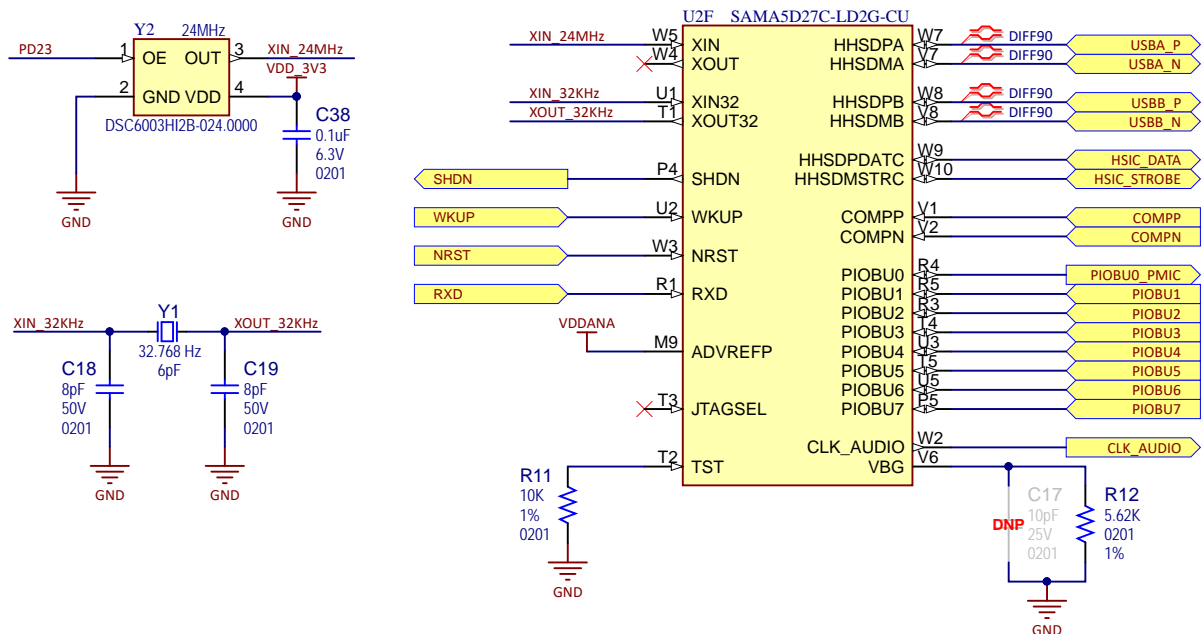 Y2
24MHz
PD23
1
OE
OUT
3
XIN_24MHz
VDD_3V3
2
GND
VDD
4
DSC6003HI2B-024.0000
C38
0.1uF
6.3V
0201
GND
GND
XIN_32KHz
Y1
XOUT_32KHz
32.768 Hz
6pF
C18
8pF
50V
0201
C19
8pF
50V
0201
GND
GND
U2F
SAMA5D27C-LD2G-CU
XIN_24MHz
W5
XIN
W4
XOUT
XIN_32KHz
U1
XIN32
XOUT_32KHz
T1
XOUT32
SHDN
P4
SHDN
WKUP
U2
WKUP
NRST
W3
NRST
RXD
R1
RXD
VDDANA
M9
ADVREFP
T3
JTAGSEL
T2
TST
R11
10K
1%
0201
GND
HHSDPA
W7
DIFF90
USBA_P
HHSDMA
V7
DIFF90
USBA_N
HHSDPB
W8
DIFF90
USBB_P
HHSDMB
V8
DIFF90
USBB_N
HHSDPDATC
W9
HSIC_DATA
HHSDMSTRC
W10
HSIC_STROBE
COMPP
V1
COMPP
COMPN
V2
COMPN
PIOBU0
R4
PIOBU0_PMIC
PIOBU1
R5
PIOBU1
PIOBU2
R3
PIOBU2
PIOBU3
T4
PIOBU3
PIOBU4
U3
PIOBU4
PIOBU5
T5
PIOBU5
PIOBU6
U5
PIOBU6
PIOBU7
P5
PIOBU7
CLK_AUDIO
W2
CLK_AUDIO
VBG
V6
C17
10pF
25V
0201
DNP
R12
5.62K
0201
1%
GND